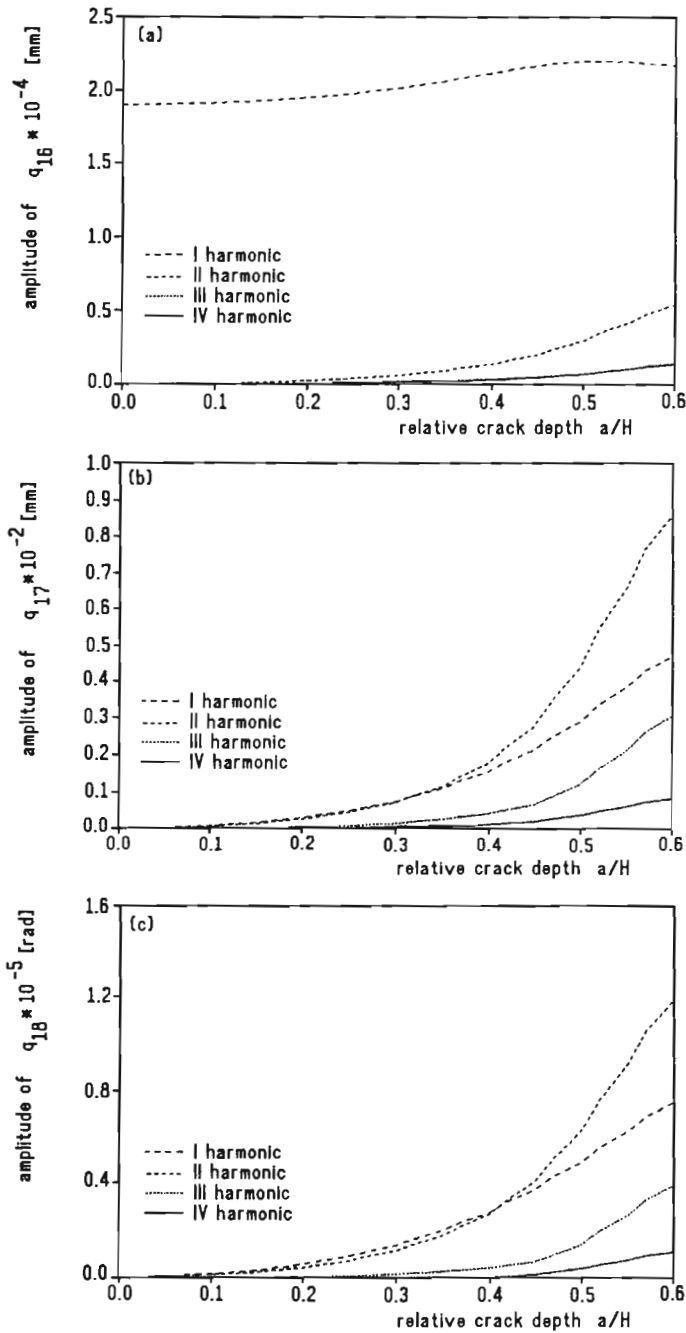 (a)
amplitude of q16 * 10-4 [mm]
2.5
2.0
1.5
1.0
0.5
0.0
I harmonic
II harmonic
III harmonic
IV harmonic
0.0 0.1 0.2 0.3 0.4 0.5 0.6
relative crack depth a/H
(b)
amplitude of q17*10-2 [mm]
1.0
0.9
0.8
0.7
0.6
0.5
0.4
0.3
0.2
0.1
0.0
I harmonic
II harmonic
III harmonic
IV harmonic
0.0 0.1 0.2 0.3 0.4 0.5 0.6
relative crack depth a/H
(c)
amplitude of q18*10-5 [rad]
1.6
1.2
0.8
0.4
0.0
I harmonic
II harmonic
III harmonic
IV harmonic
0.0 0.1 0.2 0.3 0.4 0.5 0.6
relative crack depth a/H